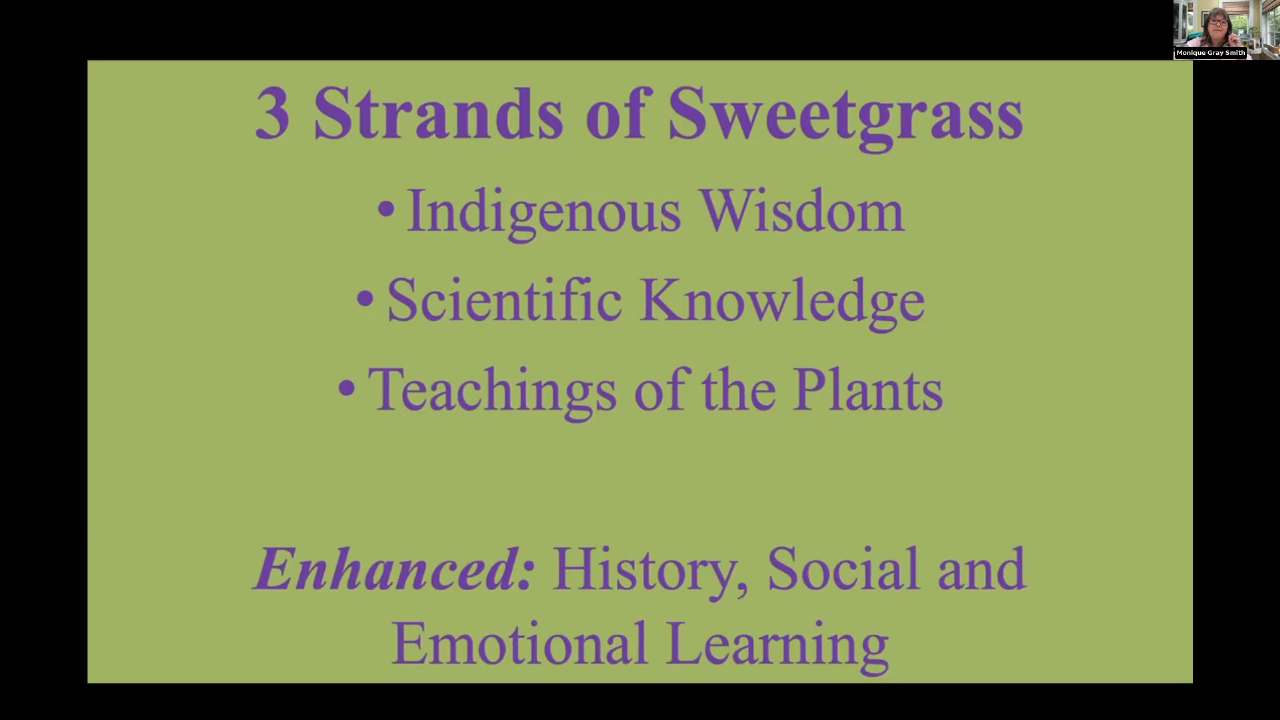 Monique Gray Smith
3 Strands of Sweetgrass
• Indigenous Wisdom
• Scientific Knowledge
• Teachings of the Plants
Enhanced: History, Social and
Emotional Learning